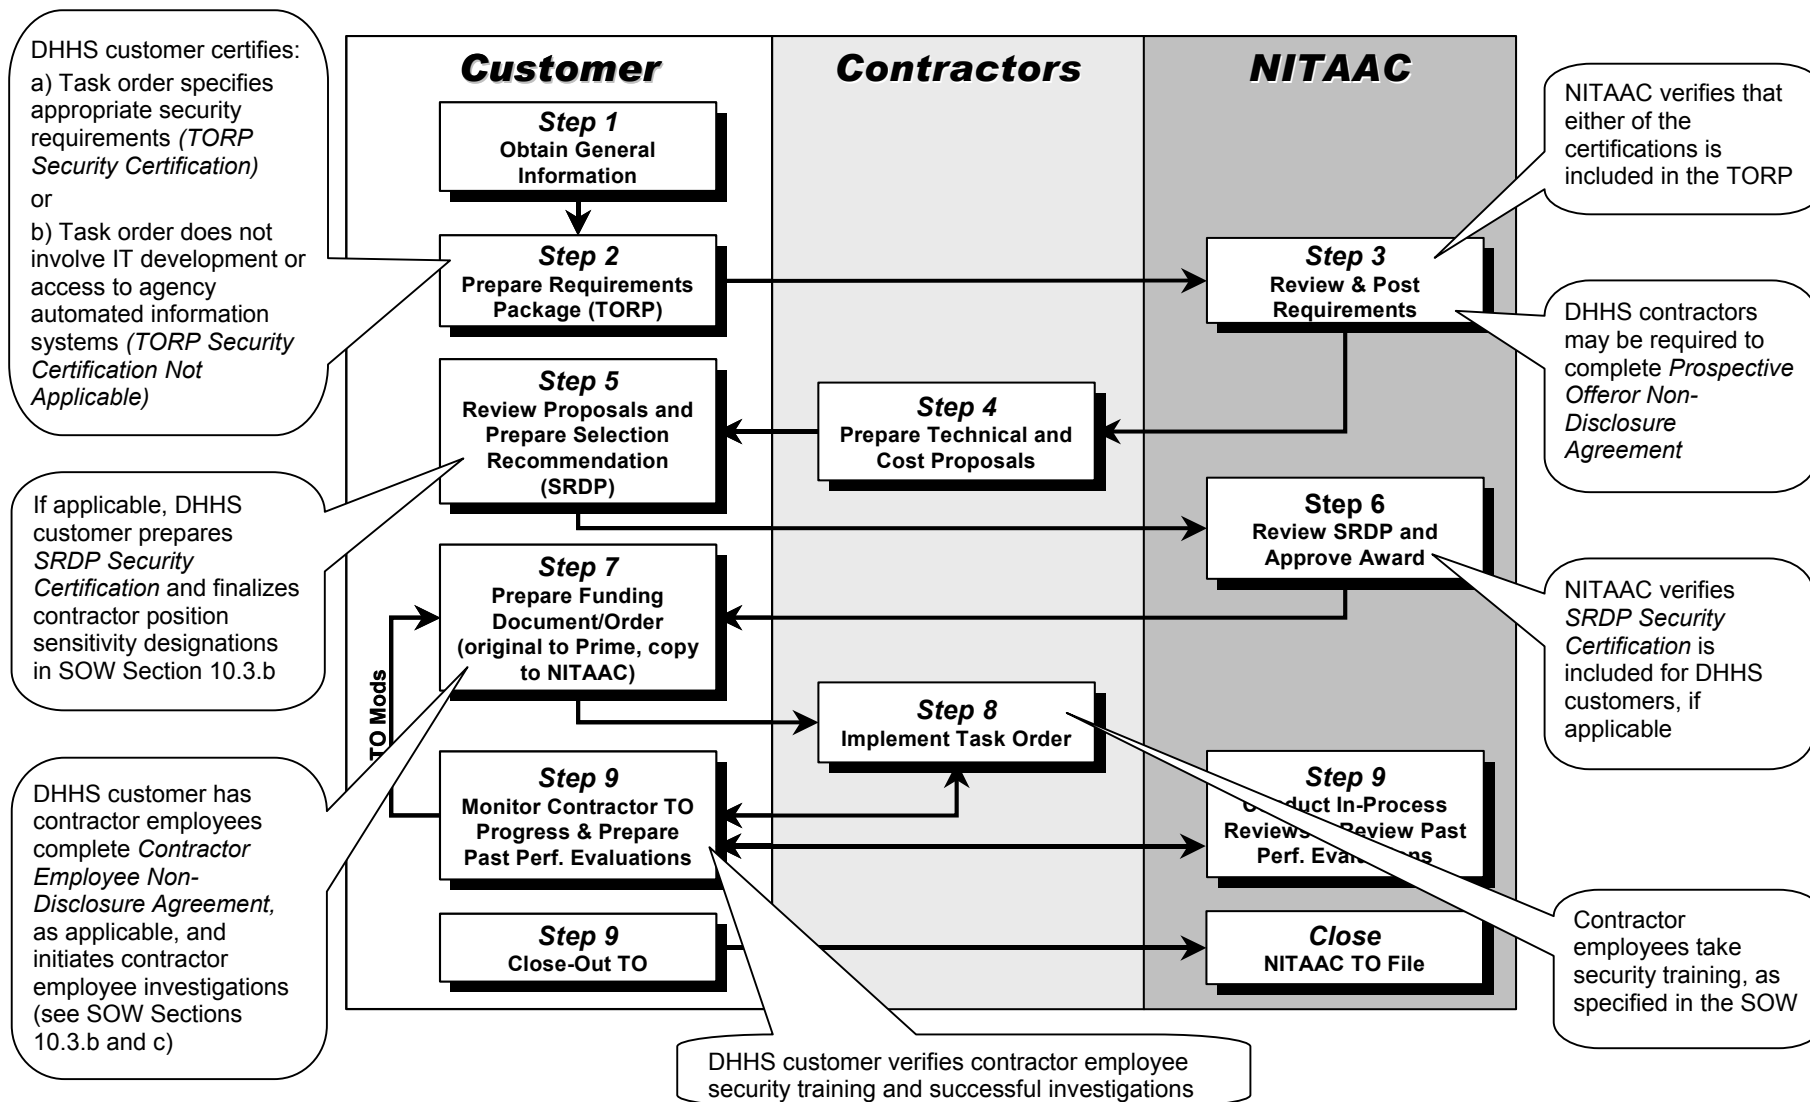 DHHS customer certifies:
a) Task order specifies
appropriate security
requirements (TORP
Security Certification)
or
b) Task order does not
involve IT development or
access to agency
automated information
systems (TORP Security
Certification Not
Applicable)
If applicable, DHHS
customer prepares
SRDP Security
Certification and finalizes
contractor position
sensitivity designations
in SOW Section 10.3.b
DHHS customer has
contractor employees
complete Contractor
Employee Non-
Disclosure Agreement,
as applicable, and
initiates contractor
employee investigations
(see SOW Sections
10.3.b and c)
Customer
Step 1
Obtain General
Information
Step 2
Prepare Requirements
Package (TORP)
Step 5
Review Proposals and
Prepare Selection
Recommendation
(SRDP)
Step 7
Prepare Funding
Document/Order
(original to Prime, copy
to NITAAC)
TO Mods
Step 9
Monitor Contractor TO
Progress & Prepare
Past Perf. Evaluations
Step 9
Close-Out TO
Contractors
Step 4
Prepare Technical and
Cost Proposals
Step 8
Implement Task Order
NITAAC
Step 3
Review & Post
Requirements
Step 6
Review SRDP and
Approve Award
Step 9
Conduct In-Process
Reviews Review Past
Perf. Evaluations
Close
NITAAC TO File
NITAAC verifies that
either of the
certifications is
included in the TORP
DHHS contractors
may be required to
complete Prospective
Offeror Non-
Disclosure
Agreement
NITAAC verifies
SRDP Security
Certification is
included for DHHS
customers, if
applicable
Contractor
employees take
security training, as
specified in the SOW
DHHS customer verifies contractor employee
security training and successful investigations